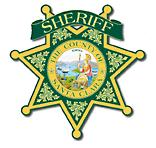 SHERIFF
THE COUNTY OF
SANTA CLARA